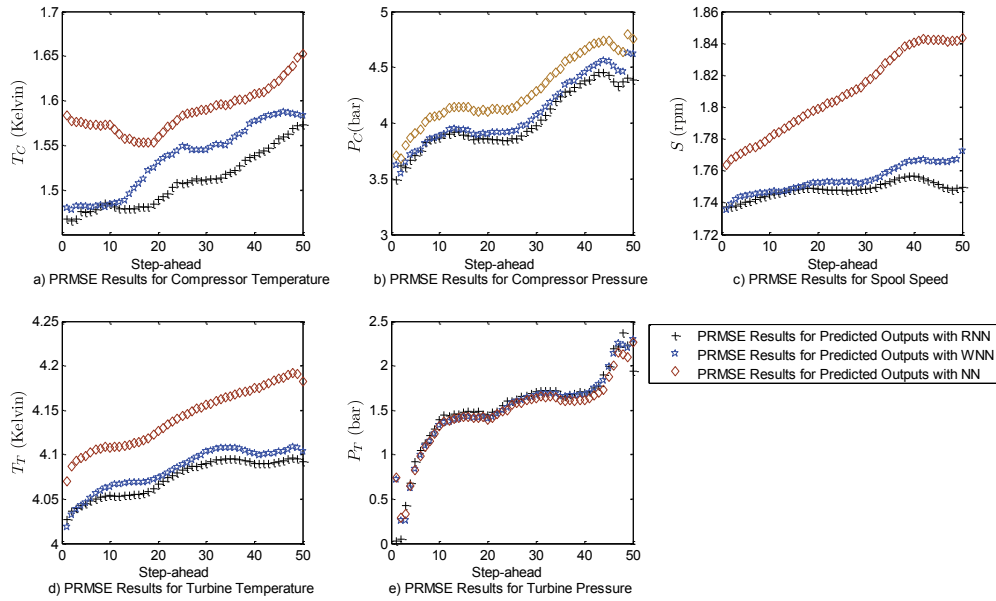 1.7
1.65
1.6
1.55
1.5
T_C (Kelvin)
0 10 20 30 40 50
Step-ahead
a) PRMSE Results for Compressor Temperature
5
4.5
4
3.5
3
P_C(bar)
0 10 20 30 40 50
Step-ahead
b) PRMSE Results for Compressor Pressure
1.86
1.84
1.82
1.8
1.78
1.76
1.74
1.72
S (rpm)
0 10 20 30 40 50
Step-ahead
c) PRMSE Results for Spool Speed
4.25
4.2
4.15
4.1
4.05
4
T_T (Kelvin)
0 10 20 30 40 50
Step-ahead
d) PRMSE Results for Turbine Temperature
2.5
2
1.5
1
0.5
0
P_T (bar)
0 10 20 30 40 50
Step-ahead
e) PRMSE Results for Turbine Pressure
PRMSE Results for Predicted Outputs with RNN
PRMSE Results for Predicted Outputs with WNN
PRMSE Results for Predicted Outputs with NN